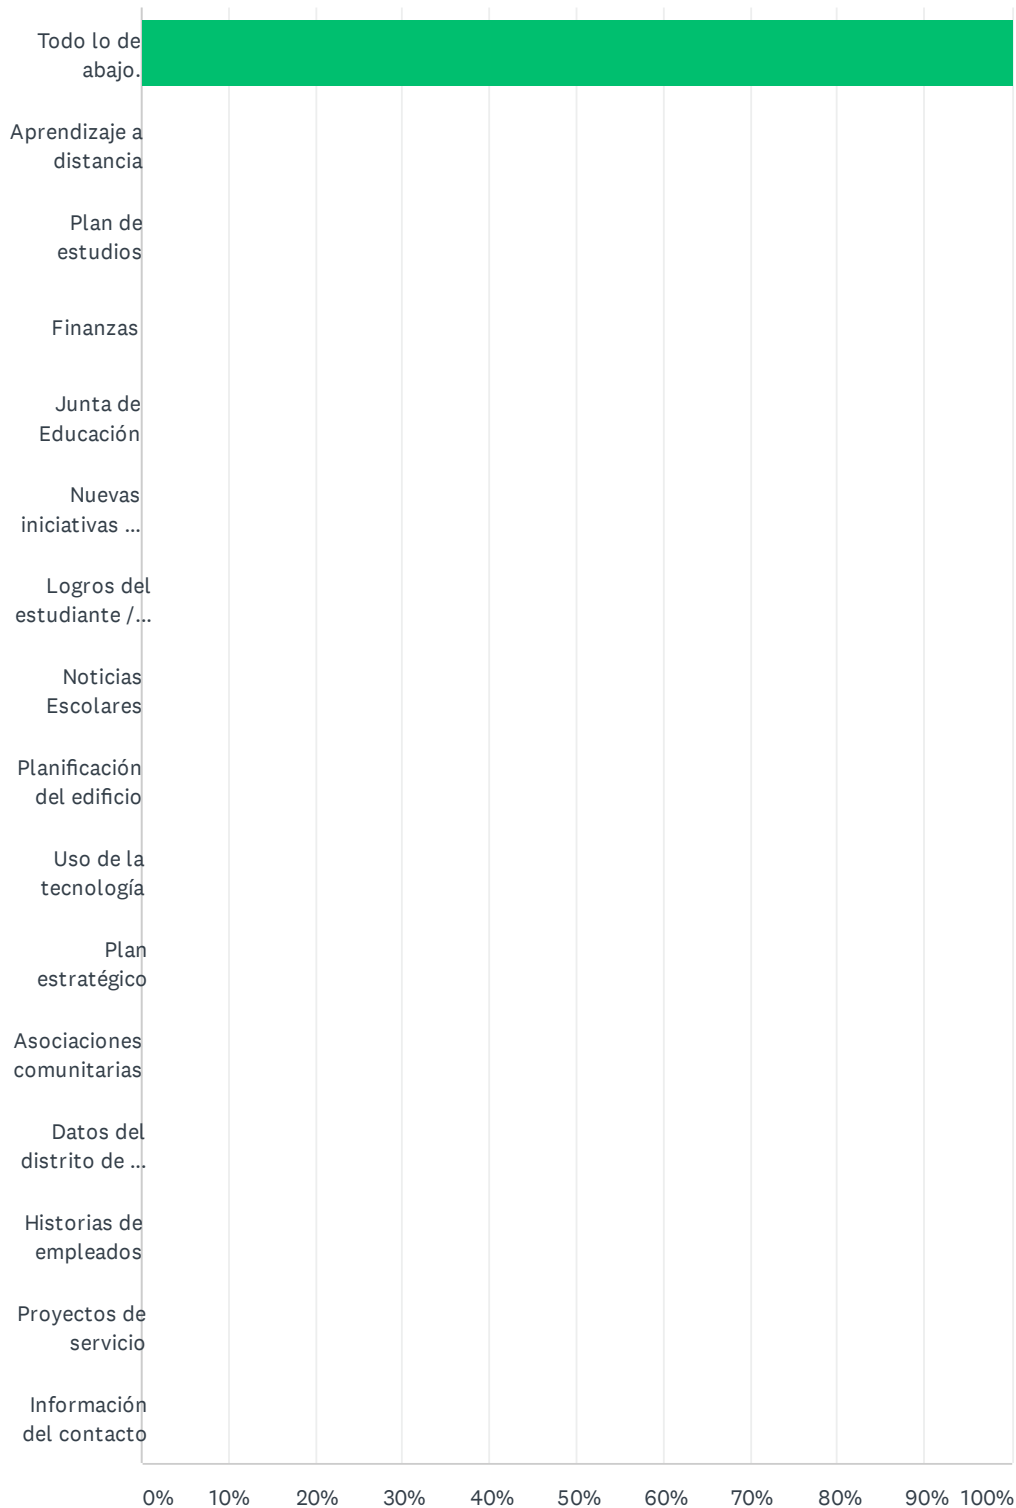 Todo lo de
abajo.
Aprendizaje a
distancia
Plan de
estudios
Finanzas
Junta de
Educación
Nuevas
iniciativas ...
Logros del
estudiante /...
Noticias
Escolares
Planificación
del edificio
Uso de la
tecnología
Plan
estratégico
Asociaciones
comunitarias
Datos del
distrito de ...
Historias de
empleados
Proyectos de
servicio
Información
del contacto
0% 10% 20% 30% 40% 50% 60% 70% 80% 90% 100%